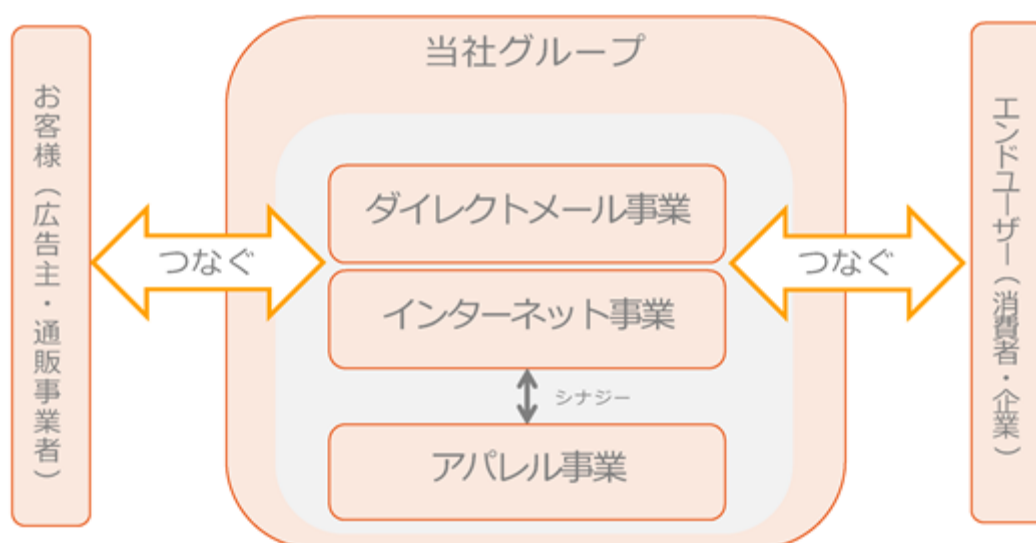 当社グループ
お客様（広告主・通販事業者）
つなぐ
ダイレクトメール事業
インターネット事業
シナジー
アパレル事業
つなぐ
エンドユーザー（消費者・企業）